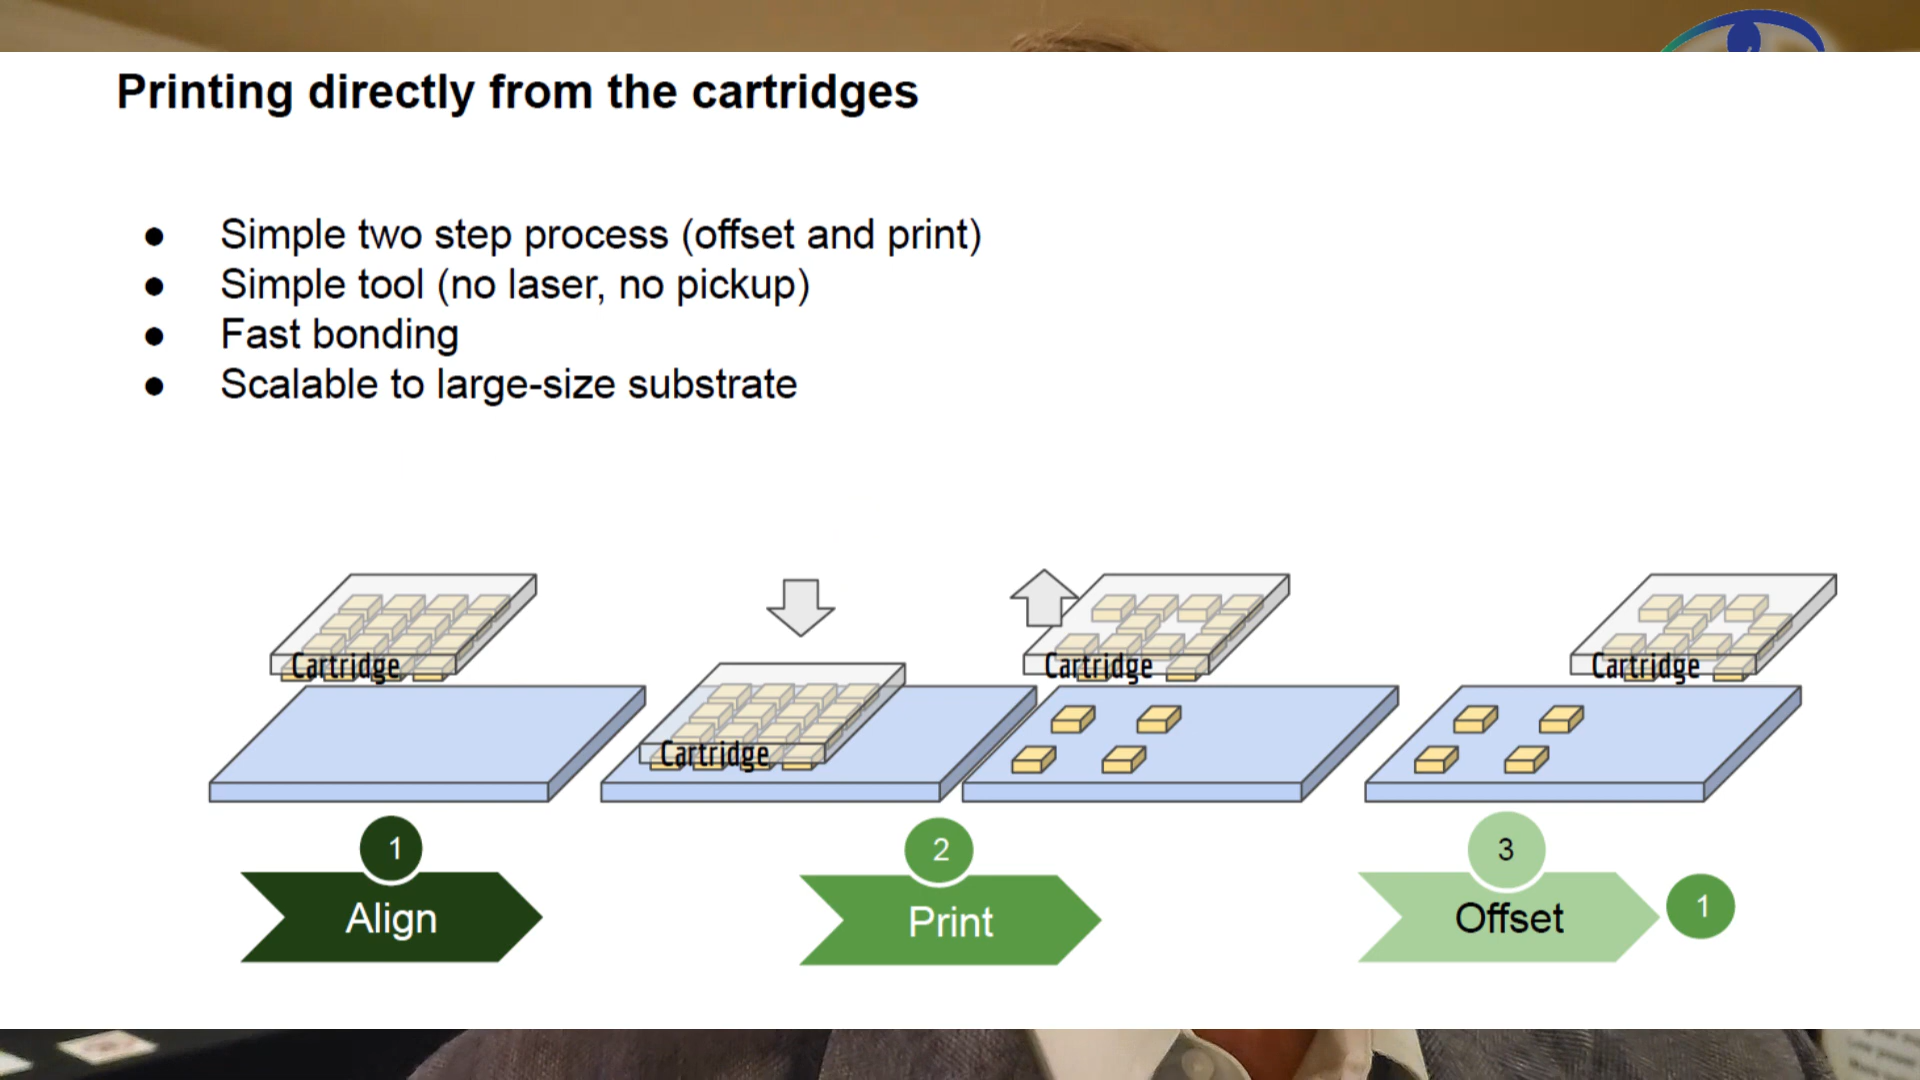 Printing directly from the cartridges
● Simple two step process (offset and print)
● Simple tool (no laser, no pickup)
● Fast bonding
● Scalable to large-size substrate
Cartridge
Cartridge
Cartridge
Cartridge
1
2
3
Align
Print
Offset
1